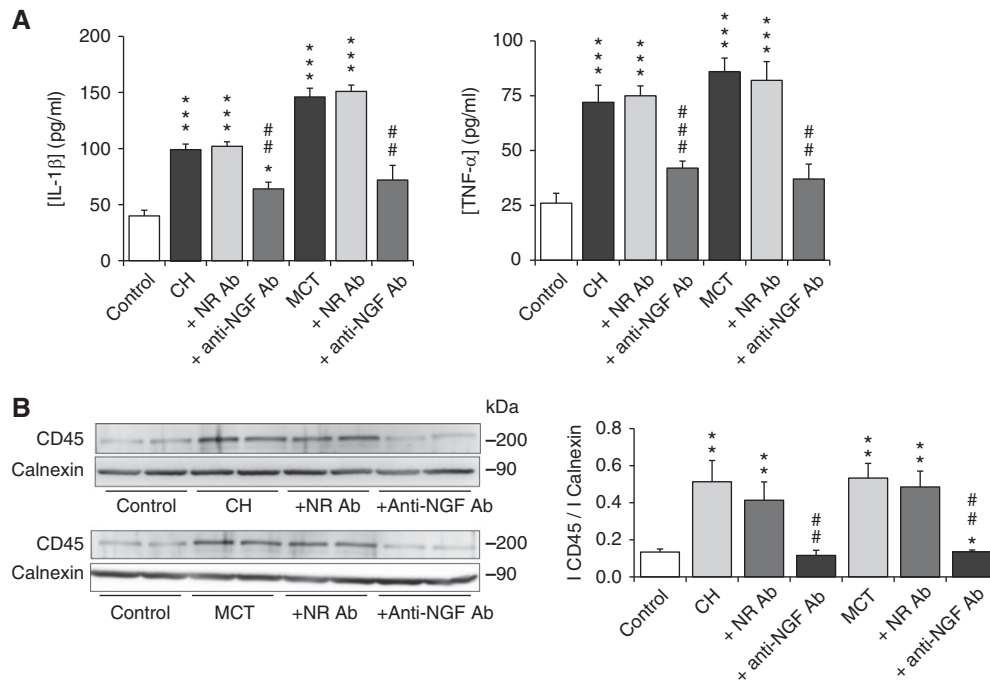 A
[IL-1β] (pg/ml)
200
150
100
50
0
***
***
##
*
***
***
##
Control
CH
+ NR Ab
+ anti-NGF Ab
MCT
+ NR Ab
+ anti-NGF Ab
[TNF-α] (pg/ml)
100
75
50
25
0
***
***
###
***
***
##
Control
CH
+ NR Ab
+ anti-NGF Ab
MCT
+ NR Ab
+ anti-NGF Ab
B
kDa
CD45
–200
Calnexin
–90
Control CH +NR Ab +Anti-NGF Ab
CD45
–200
Calnexin
–90
Control MCT +NR Ab +Anti-NGF Ab
I CD45 / I Calnexin
0.8
0.6
0.4
0.2
0.0
**
**
##
**
**
##
*
Control
CH
+ NR Ab
+ anti-NGF Ab
MCT
+ NR Ab
+ anti-NGF Ab